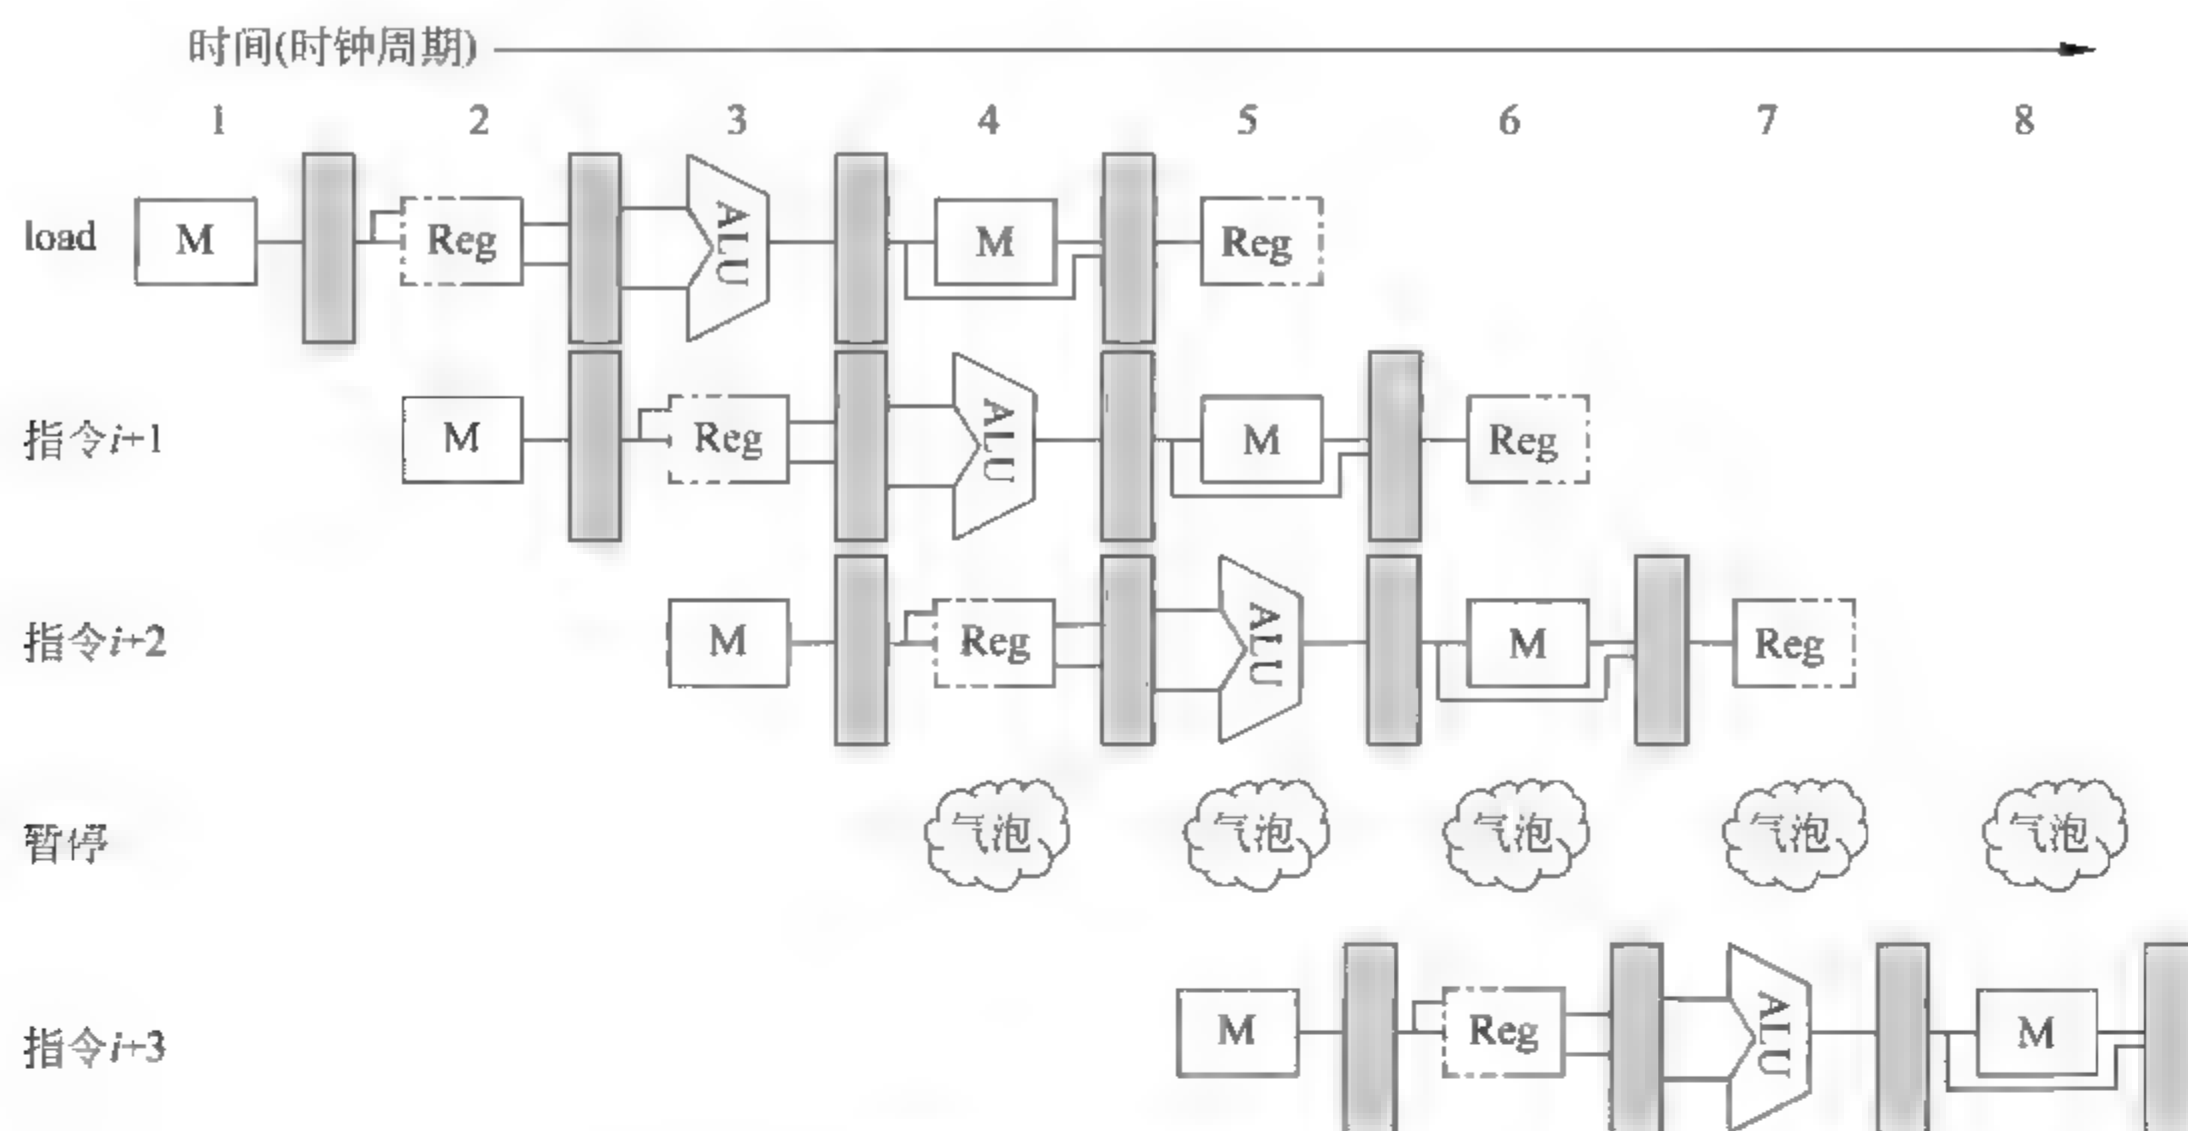 时间(时钟周期)
1 2 3 4 5 6 7 8
load M Reg ALU M Reg
指令i+1 M Reg ALU M Reg
指令i+2 M Reg ALU M Reg
暂停 气泡 气泡 气泡 气泡 气泡
指令i+3 M Reg ALU M